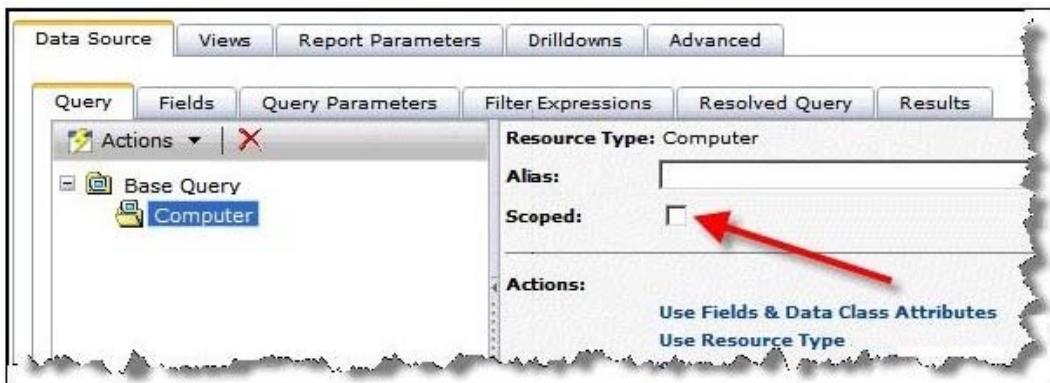 Data Source Views Report Parameters Drilldowns Advanced
Query Fields Query Parameters Filter Expressions Resolved Query Results
Actions
Base Query
Computer
Resource Type: Computer
Alias:
Scoped:
Actions:
Use Fields & Data Class Attributes
Use Resource Type